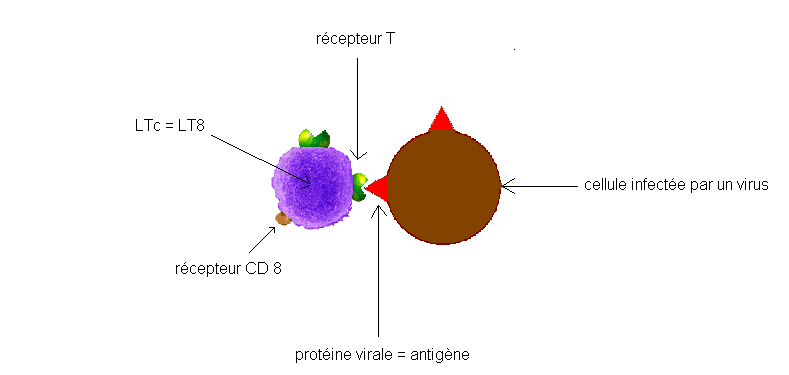 récepteur T
LTc = LT8
cellule infectée par un virus
récepteur CD 8
protéine virale = antigène